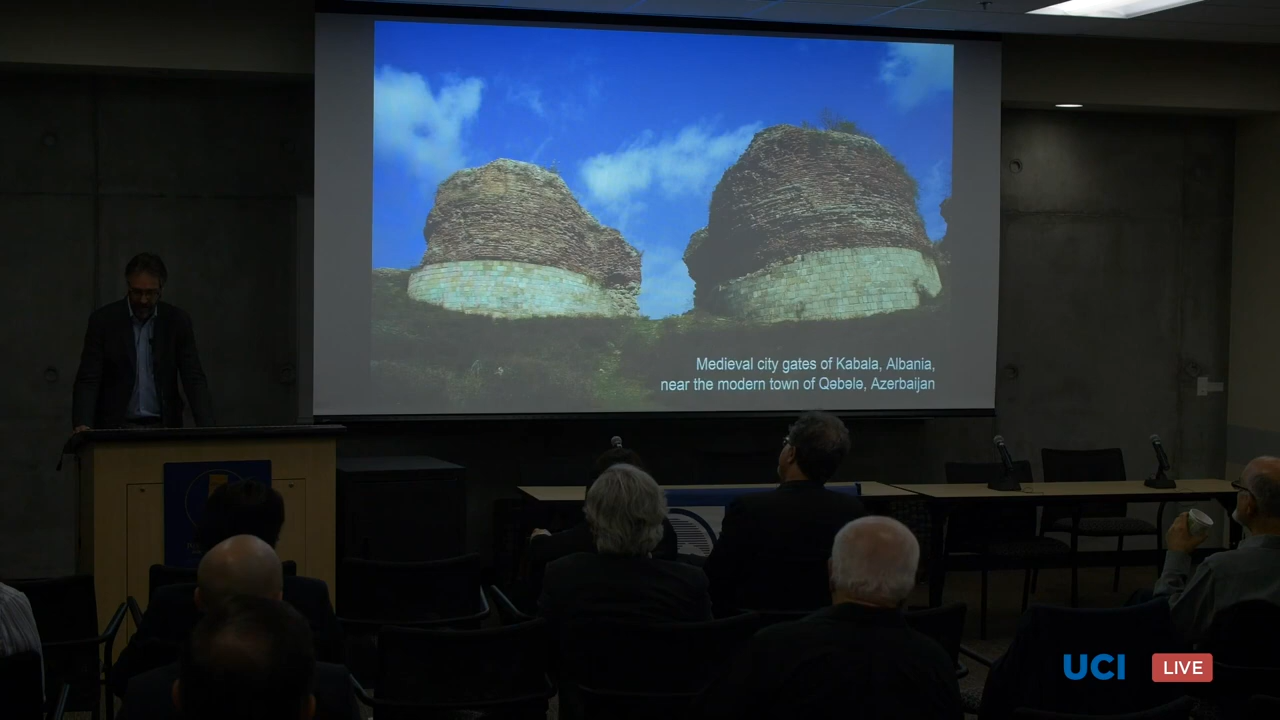 Medieval city gates of Kabala, Albania,
near the modern town of Qəbələ, Azerbaijan
UCI LIVE